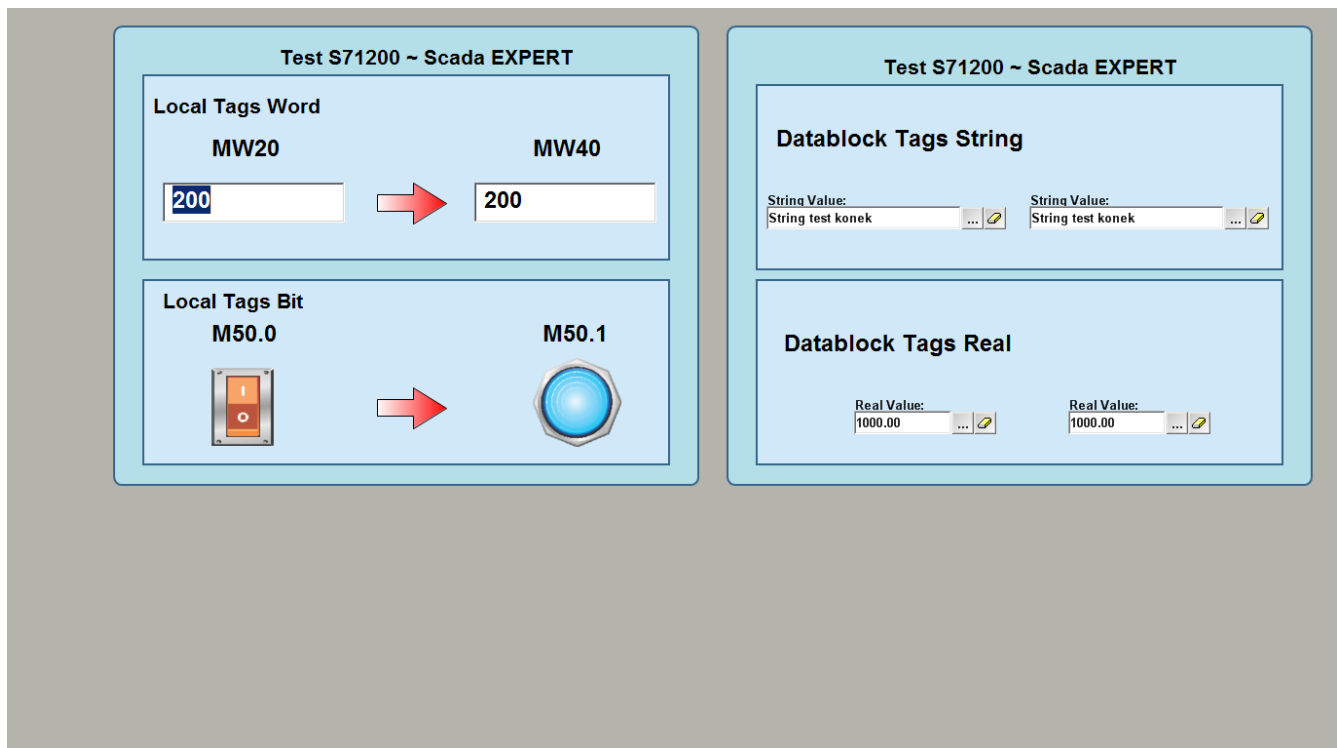 Test S71200 ~ Scada EXPERT
Local Tags Word
MW20 MW40
200 200
Local Tags Bit
M50.0 M50.1
I
O
Test S71200 ~ Scada EXPERT
Datablock Tags String
String Value: String Value:
String test konek ... String test konek ...
Datablock Tags Real
Real Value: Real Value:
1000.00 ... 1000.00 ...